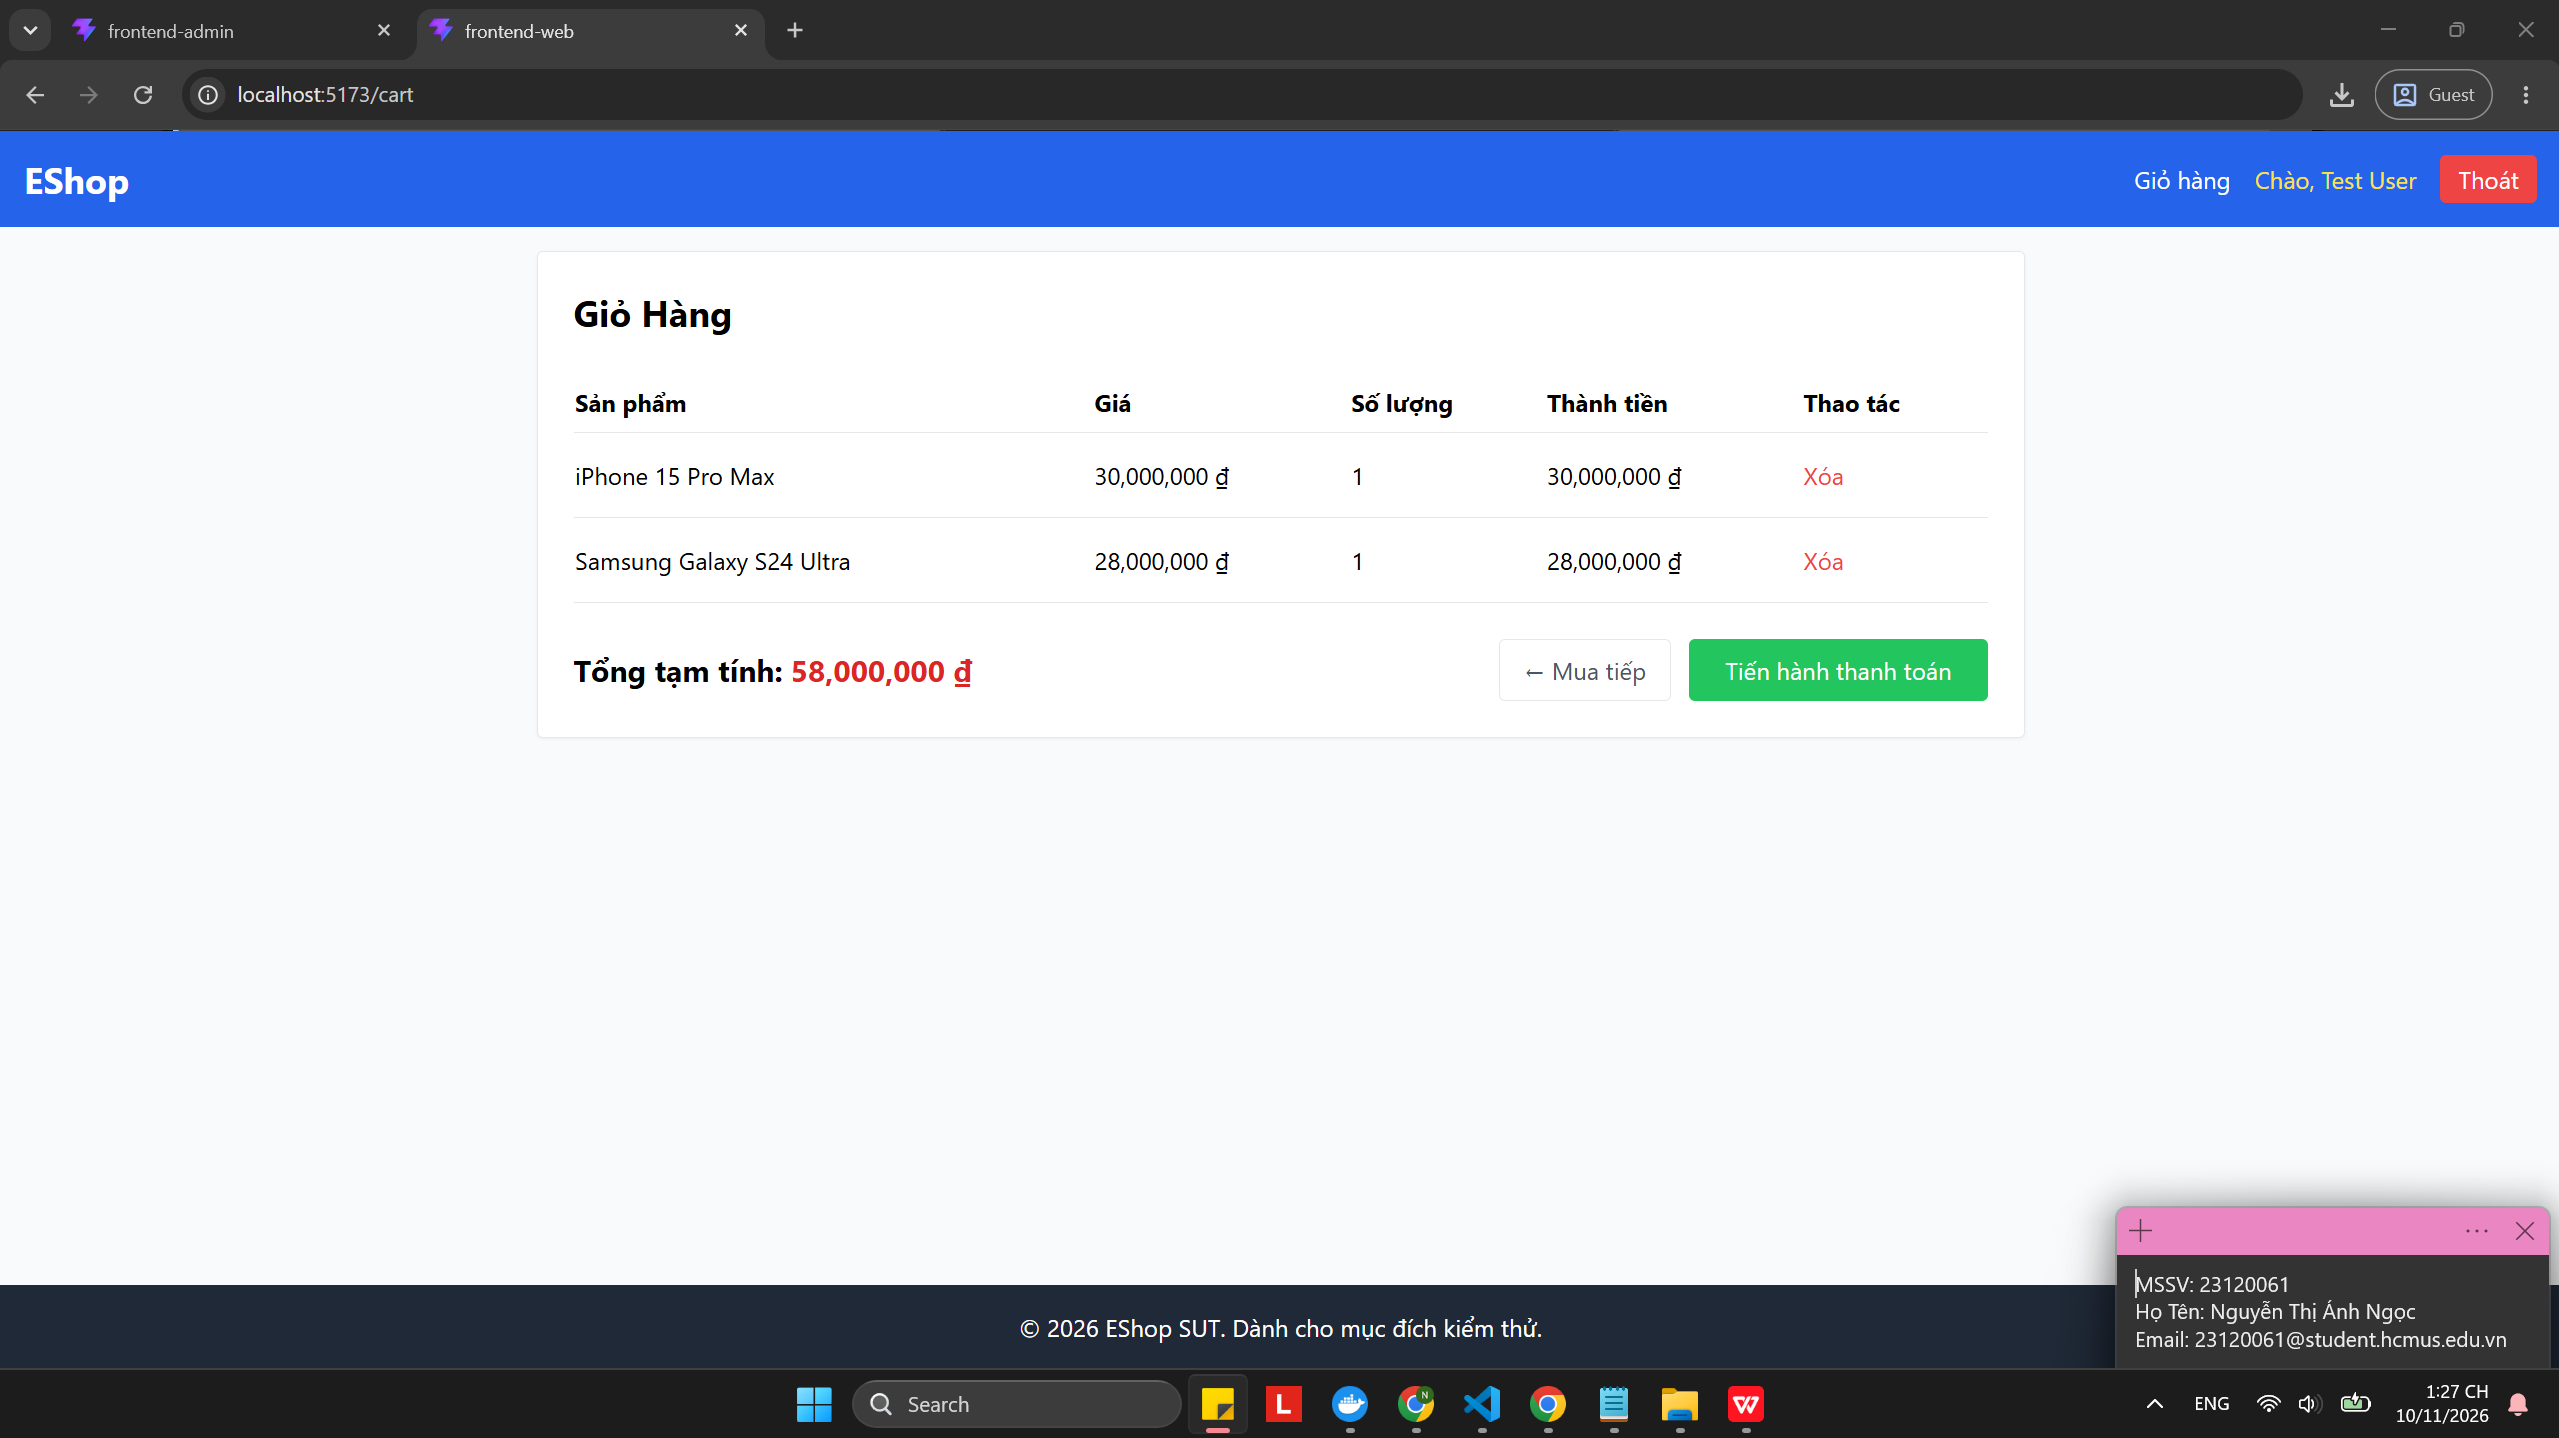 frontend-admin
frontend-web
localhost:5173/cart
Guest
EShop
Giỏ hàng
Chào, Test User
Thoát
Giỏ Hàng
Sản phẩm Giá Số lượng Thành tiền Thao tác
iPhone 15 Pro Max 30,000,000 ₫ 1 30,000,000 ₫ Xóa
Samsung Galaxy S24 Ultra 28,000,000 ₫ 1 28,000,000 ₫ Xóa
Tổng tạm tính: 58,000,000 ₫
← Mua tiếp
Tiến hành thanh toán
MSSV: 23120061
Họ Tên: Nguyễn Thị Ánh Ngọc
Email: 23120061@student.hcmus.edu.vn
© 2026 EShop SUT. Dành cho mục đích kiểm thử.
Search
L
N
W
ENG
1:27 CH
10/11/2026